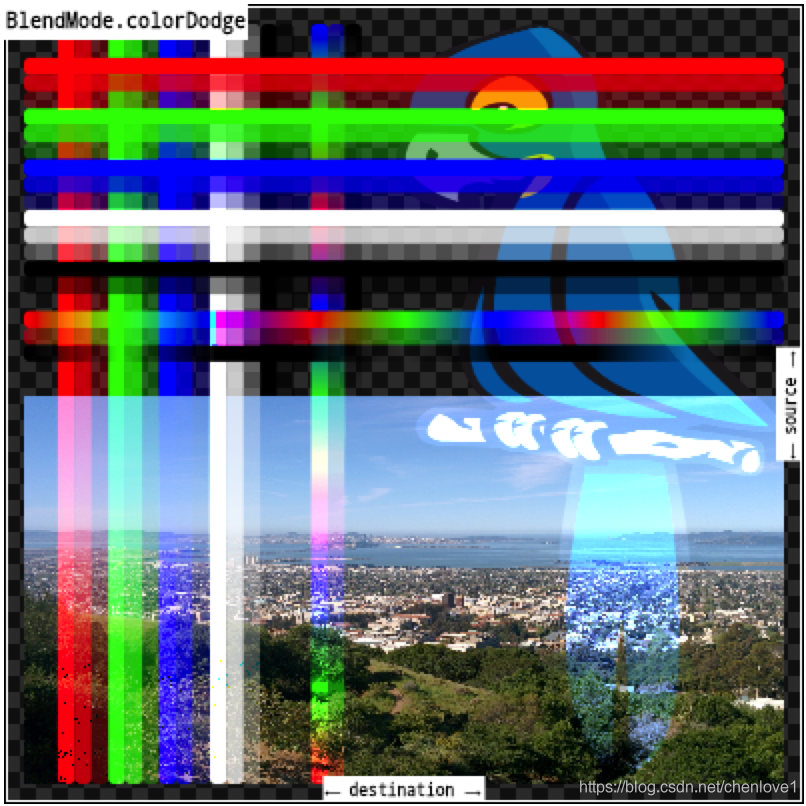 BlendMode.colorDodge
← source →
← destination →
https://blog.csdn.net/chenlove1